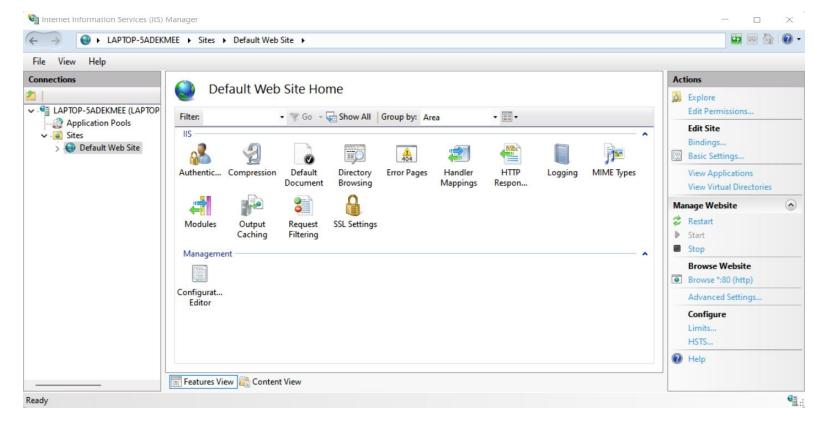 Internet Information Services (IIS) Manager
LAPTOP-5ADEKMEE
Sites
Default Web Site
File
View
Help
Connections
LAPTOP-5ADEKMEE (LAPTOP
Application Pools
Sites
Default Web Site
Default Web Site Home
Filter:
Go
Show All
Group by: Area
IIS
Authentic...
Compression
Default
Document
Directory
Browsing
Error Pages
404
Handler
Mappings
HTTP
Respon...
Logging
MIME Types
Modules
Output
Caching
Request
Filtering
SSL Settings
Management
Configurat...
Editor
Features View
Content View
Actions
Explore
Edit Permissions...
Edit Site
Bindings...
Basic Settings...
View Applications
View Virtual Directories
Manage Website
Restart
Start
Stop
Browse Website
Browse *:80 (http)
Advanced Settings...
Configure
Limits...
HSTS...
Help
Ready